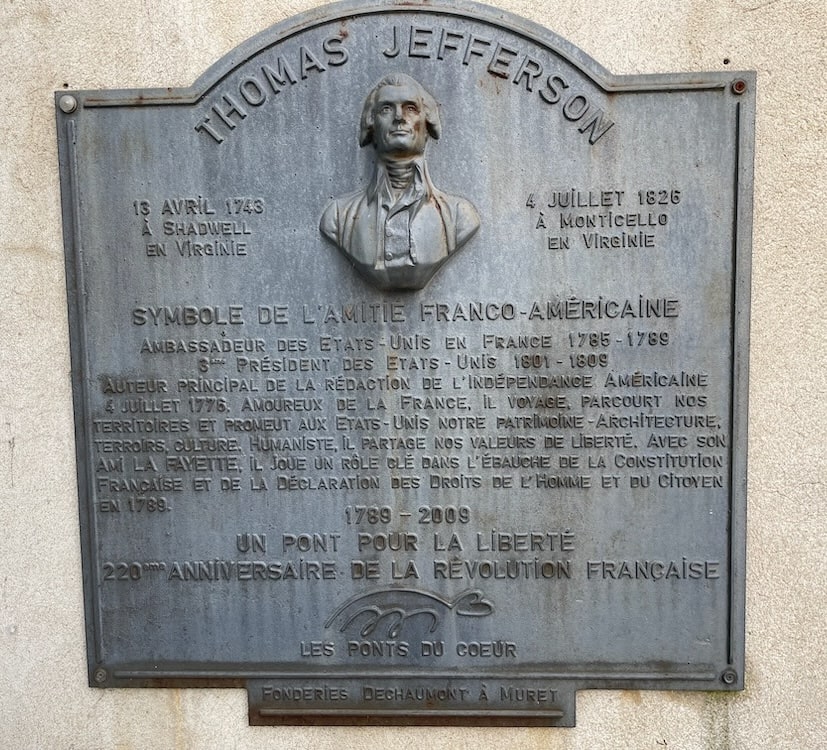 THOMAS JEFFERSON
13 AVRIL 1743
À SHADWELL
EN VIRGINIE
4 JUILLET 1826
À MONTICELLO
EN VIRGINIE
SYMBOLE DE L'AMITIE FRANCO-AMÉRICAINE
AMBASSADEUR DES ETATS-UNIS EN FRANCE 1785-1789
3ème PRÉSIDENT DES ETATS-UNIS 1801-1809
AUTEUR PRINCIPAL DE LA RÉDACTION DE L'INDÉPENDANCE AMÉRICAINE
4 JUILLET 1776. AMOUREUX DE LA FRANCE, IL VOYAGE, PARCOURT NOS
TERRITOIRES ET PROMEUT AUX ETATS-UNIS NOTRE PATRIMOINE-ARCHITECTURE,
TERROIRS, CULTURE. HUMANISTE, IL PARTAGE NOS VALEURS DE LIBERTÉ. AVEC SON
AMI LA FAYETTE, IL JOUE UN RÔLE CLÉ DANS L'ÉBAUCHE DE LA CONSTITUTION
FRANÇAISE ET DE LA DÉCLARATION DES DROITS DE L'HOMME ET DU CITOYEN
EN 1789.
1789 - 2009
UN PONT POUR LA LIBERTÉ
220ème ANNIVERSAIRE DE LA RÉVOLUTION FRANÇAISE
LES PONTS DU COEUR
FONDERIES DECHAUMONT À MURET